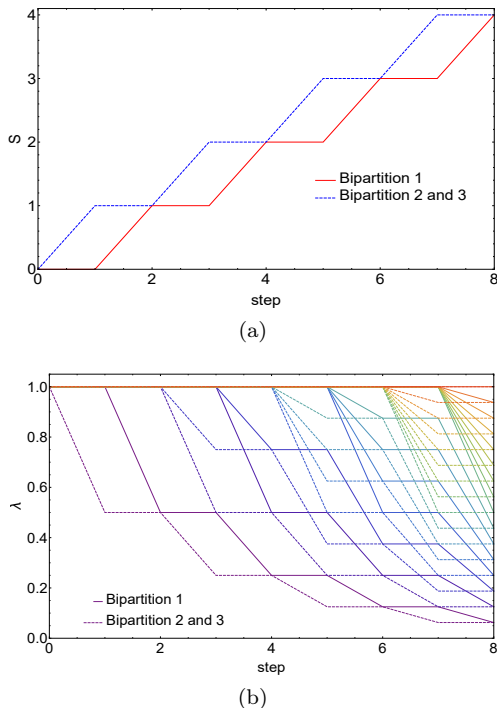 4
3
S
2
Bipartition 1
Bipartition 2 and 3
1
0
0 2 4 6 8
step
(a)
1.0
0.8
0.6
λ
0.4
0.2
Bipartition 1
Bipartition 2 and 3
0.0
0 2 4 6 8
step
(b)